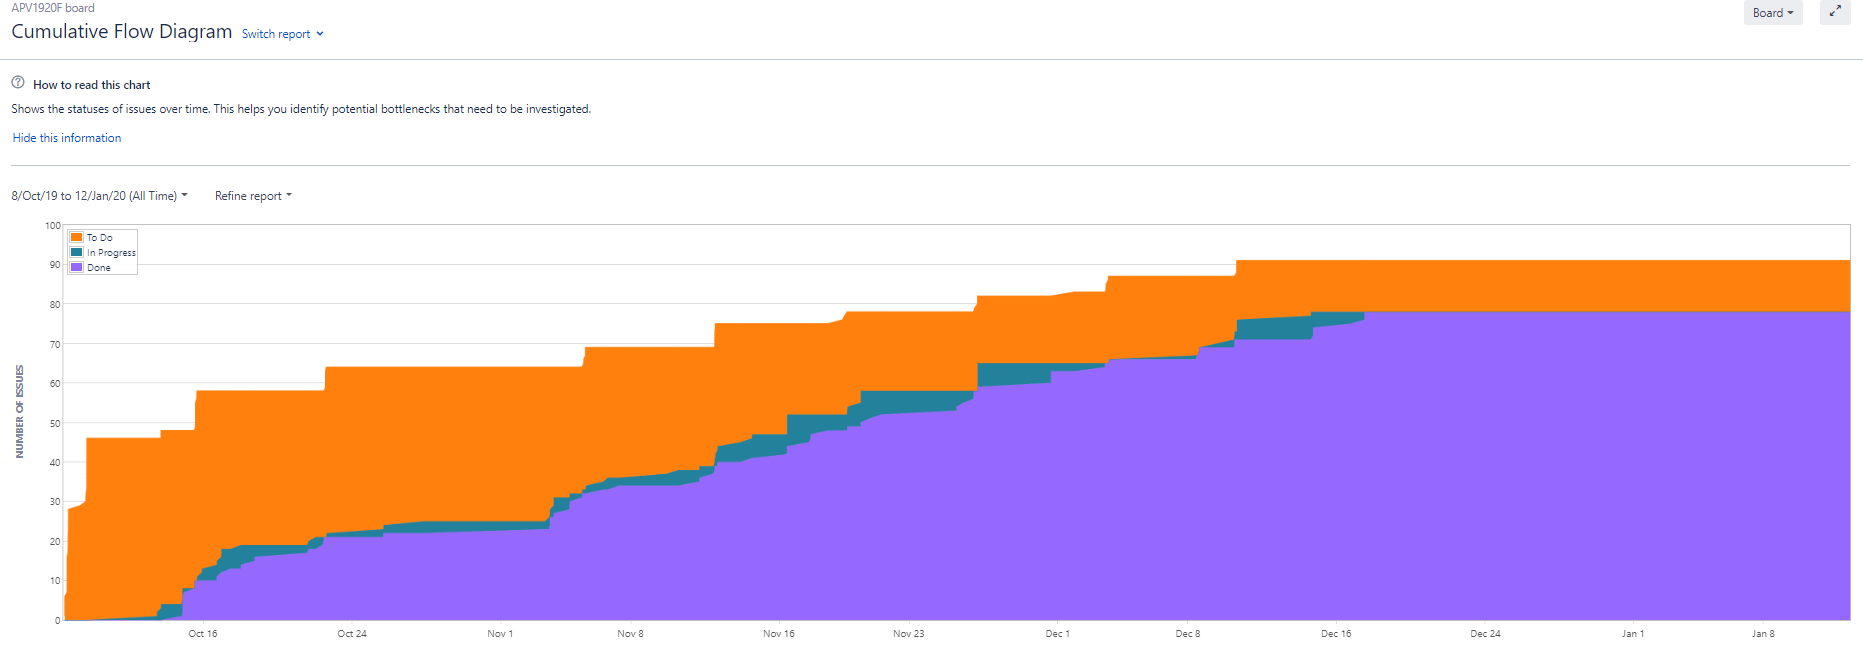 APV1920F board
Board
Cumulative Flow Diagram Switch report
How to read this chart
Shows the statuses of issues over time. This helps you identify potential bottlenecks that need to be investigated.
Hide this information
8/Oct/19 to 12/Jan/20 (All Time) Refine report
NUMBER OF ISSUES
100
90
80
70
60
50
40
30
20
10
0
To Do
In Progress
Done
Oct 16 Oct 24 Nov 1 Nov 8 Nov 16 Nov 23 Dec 1 Dec 8 Dec 16 Dec 24 Jan 1 Jan 8